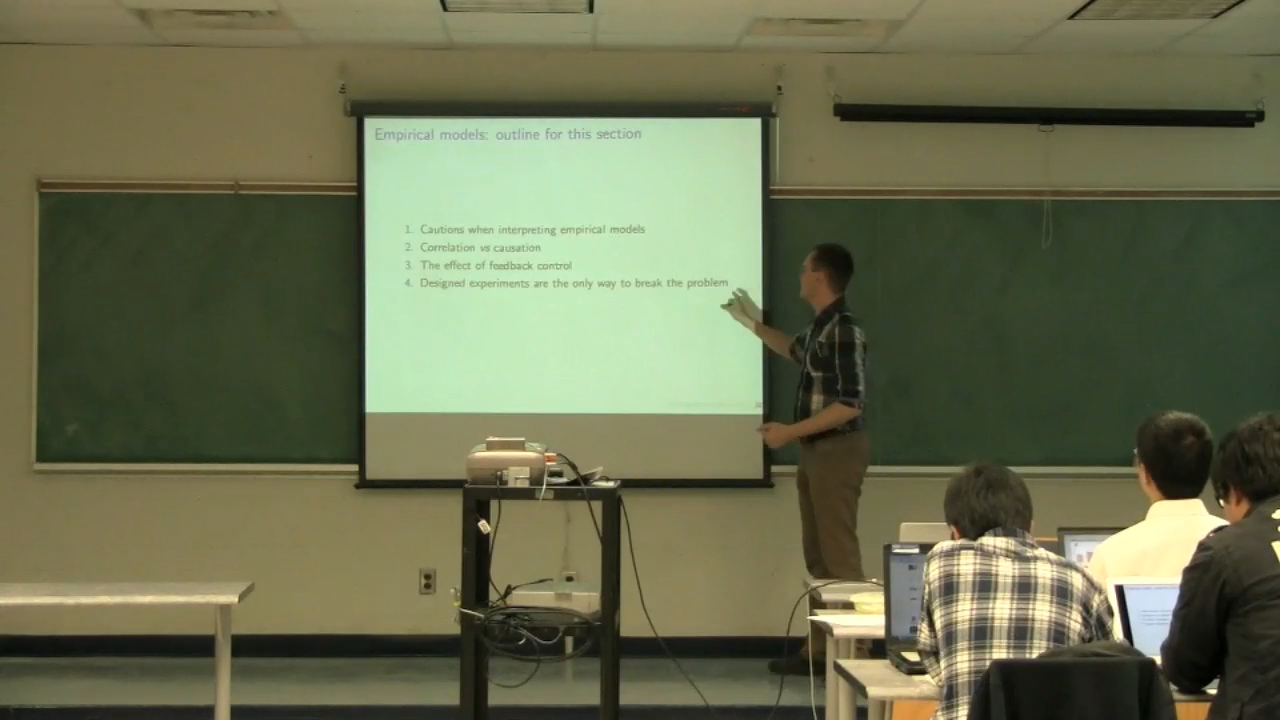 Empirical models: outline for this section
1. Cautions when interpreting empirical models
2. Correlation vs causation
3. The effect of feedback control
4. Designed experiments are the only way to break the problem